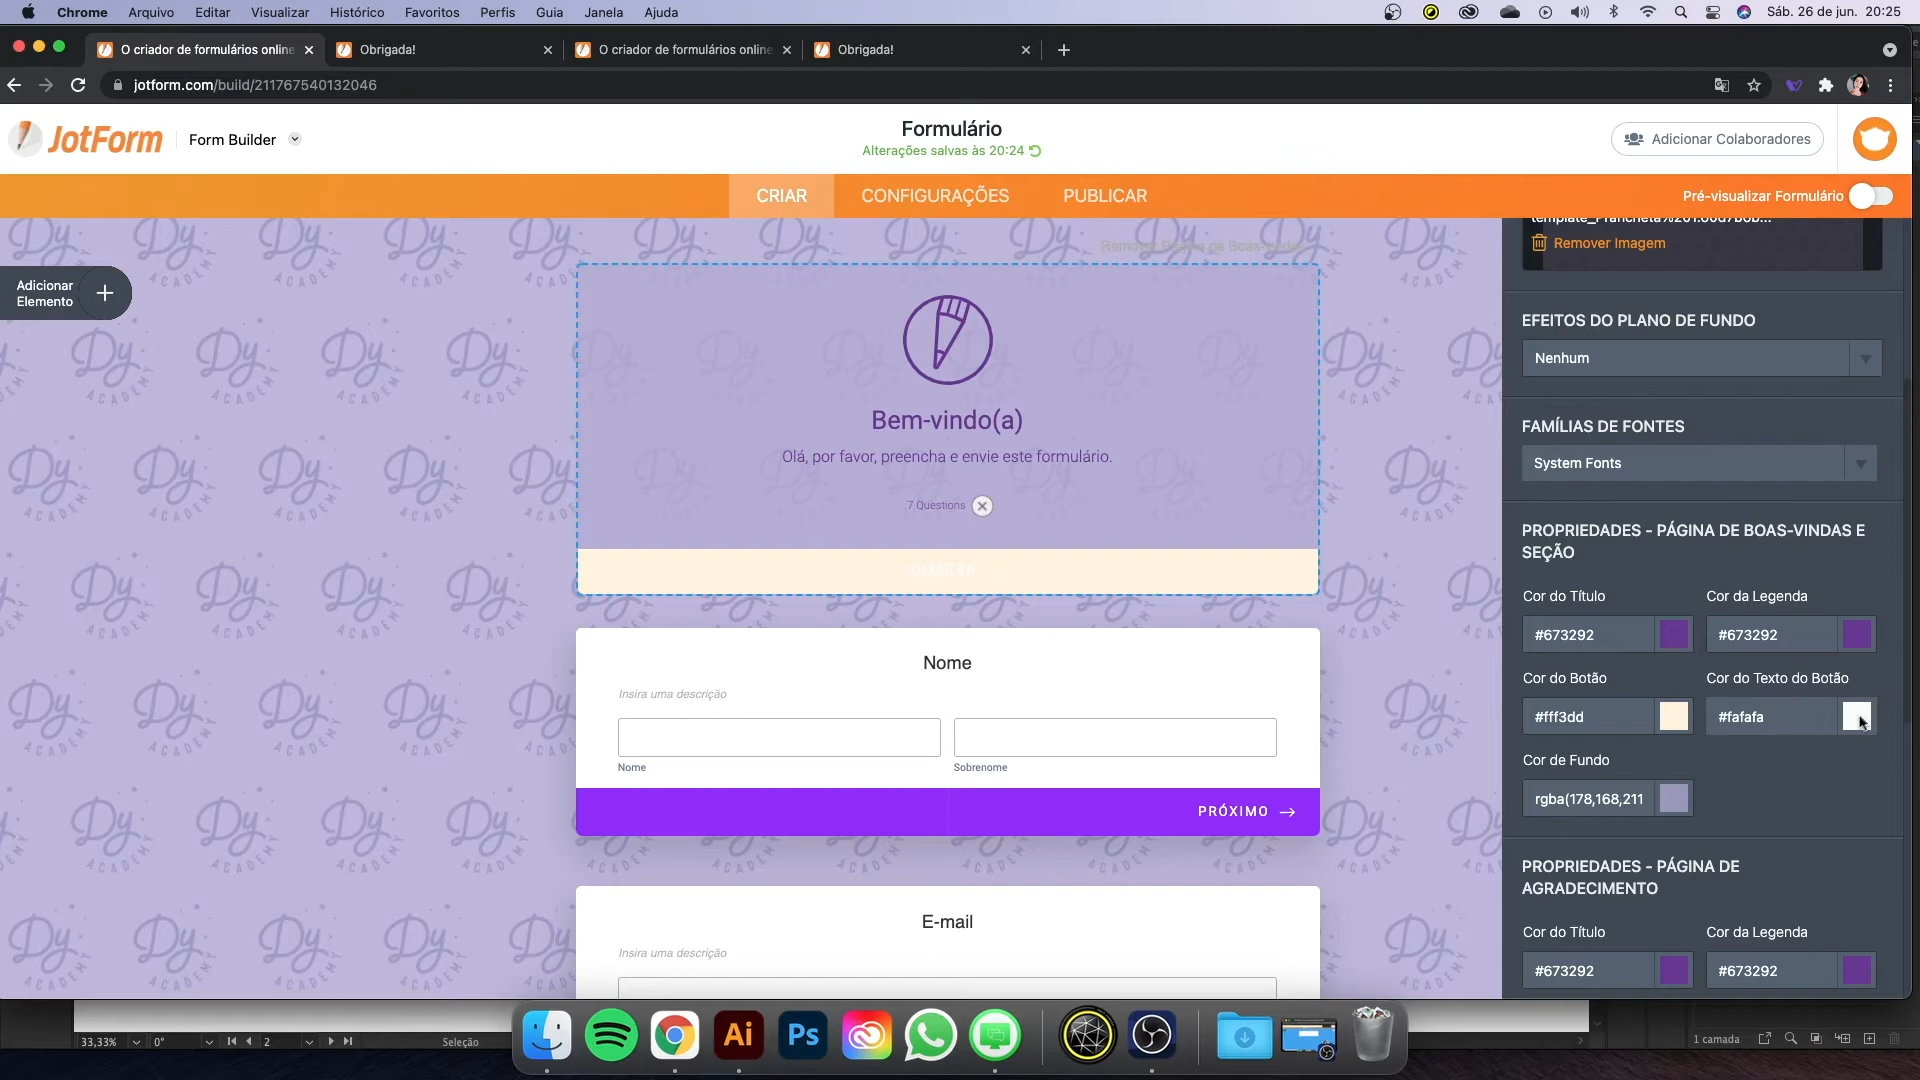 Chrome Arquivo Editar Visualizar Histórico Favoritos Perfis Guia Janela Ajuda
Sáb. 26 de jun. 20:25
O criador de formulários online
Obrigada!
O criador de formulários online
Obrigada!
jotform.com/build/211767540132046
JotForm
Form Builder
Formulário
Alterações salvas às 20:24
Adicionar Colaboradores
CRIAR
CONFIGURAÇÕES
PUBLICAR
Pré-visualizar Formulário
Adicionar
Elemento
Bem-vindo(a)
Olá, por favor, preencha e envie este formulário.
7 Questions
Nome
Insira uma descrição
Nome
Sobrenome
PRÓXIMO
E-mail
Insira uma descrição
Dy
ACADEMY
Remover Imagem
EFEITOS DO PLANO DE FUNDO
Nenhum
FAMÍLIAS DE FONTES
System Fonts
PROPRIEDADES - PÁGINA DE BOAS-VINDAS E
SEÇÃO
Cor do Título
Cor da Legenda
#673292
#673292
Cor do Botão
Cor do Texto do Botão
#fff3dd
#fafafa
Cor de Fundo
rgba(178,168,211
PROPRIEDADES - PÁGINA DE
AGRADECIMENTO
Cor do Título
Cor da Legenda
#673292
#673292
33,33%
0°
2
Seleção
Ai
Ps
1 camada